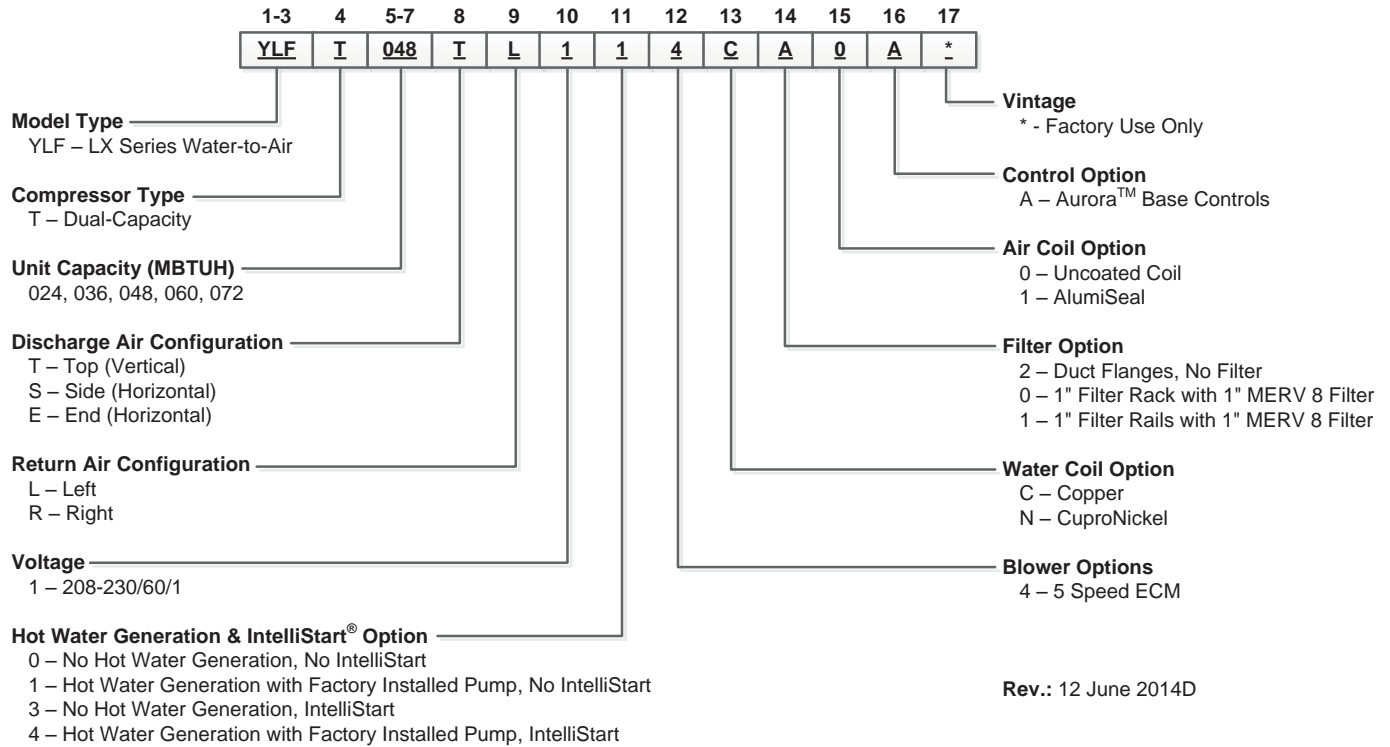 1-3 4 5-7 8 9 10 11 12 13 14 15 16 17
YLF T 048 T L 1 1 4 C A 0 A *
Model Type
YLF – LX Series Water-to-Air
Compressor Type
T – Dual-Capacity
Unit Capacity (MBTUH)
024, 036, 048, 060, 072
Discharge Air Configuration
T – Top (Vertical)
S – Side (Horizontal)
E – End (Horizontal)
Return Air Configuration
L – Left
R – Right
Voltage
1 – 208-230/60/1
Hot Water Generation & IntelliStart® Option
0 – No Hot Water Generation, No IntelliStart
1 – Hot Water Generation with Factory Installed Pump, No IntelliStart
3 – No Hot Water Generation, IntelliStart
4 – Hot Water Generation with Factory Installed Pump, IntelliStart
Vintage
* - Factory Use Only
Control Option
A – Aurora™ Base Controls
Air Coil Option
0 – Uncoated Coil
1 – AlumiSeal
Filter Option
2 – Duct Flanges, No Filter
0 – 1" Filter Rack with 1" MERV 8 Filter
1 – 1" Filter Rails with 1" MERV 8 Filter
Water Coil Option
C – Copper
N – CuproNickel
Blower Options
4 – 5 Speed ECM
Rev.: 12 June 2014D